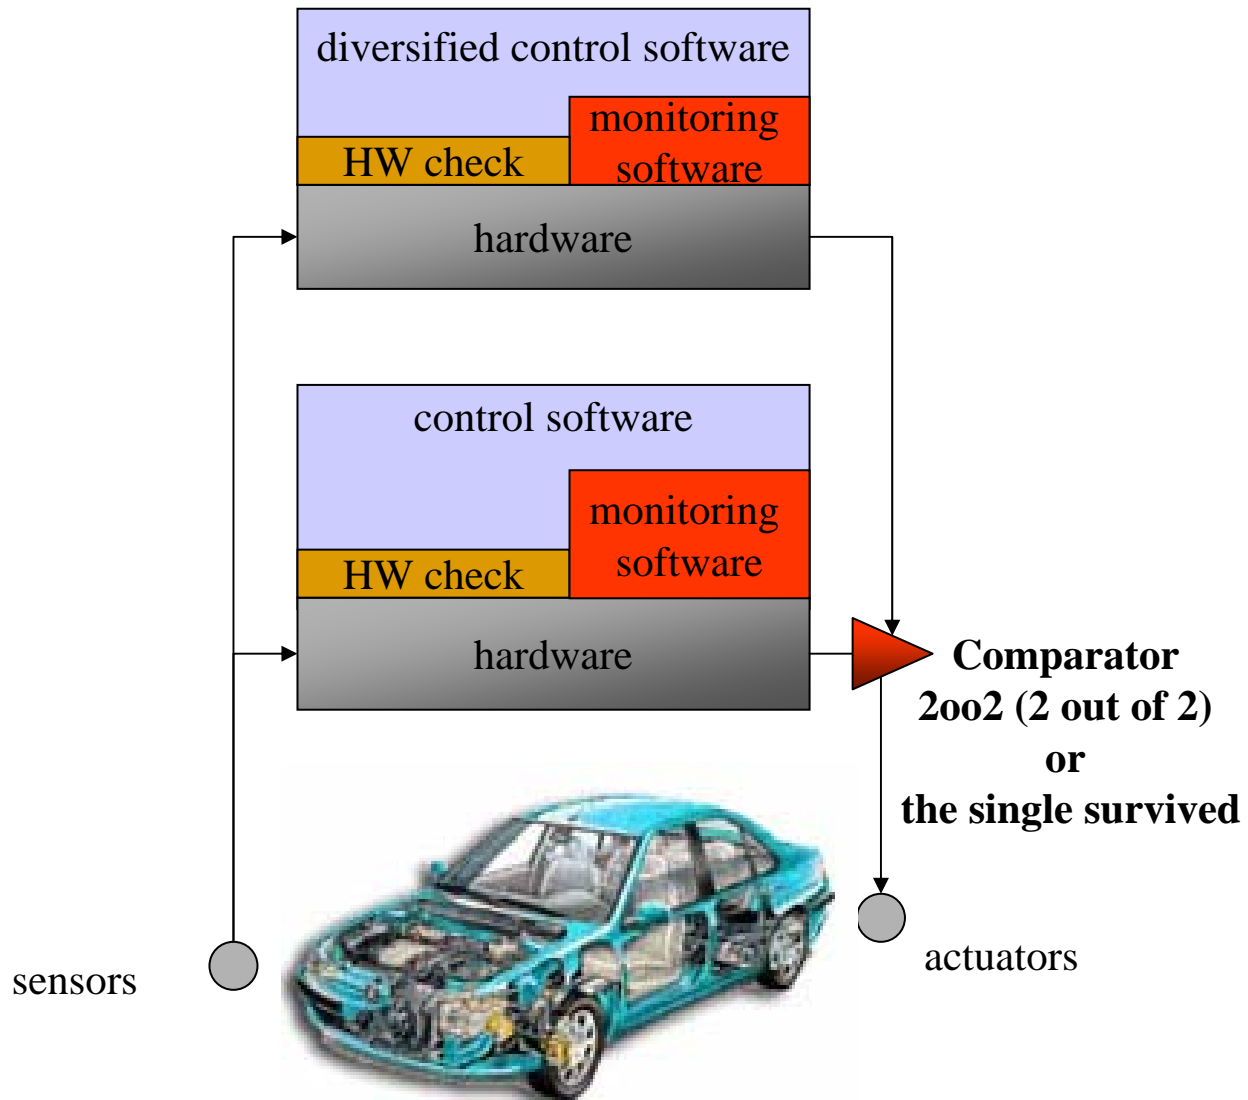 diversified control software
monitoring
software
HW check
hardware
control software
monitoring
software
HW check
hardware
Comparator
2oo2 (2 out of 2)
or
the single survived
sensors
actuators